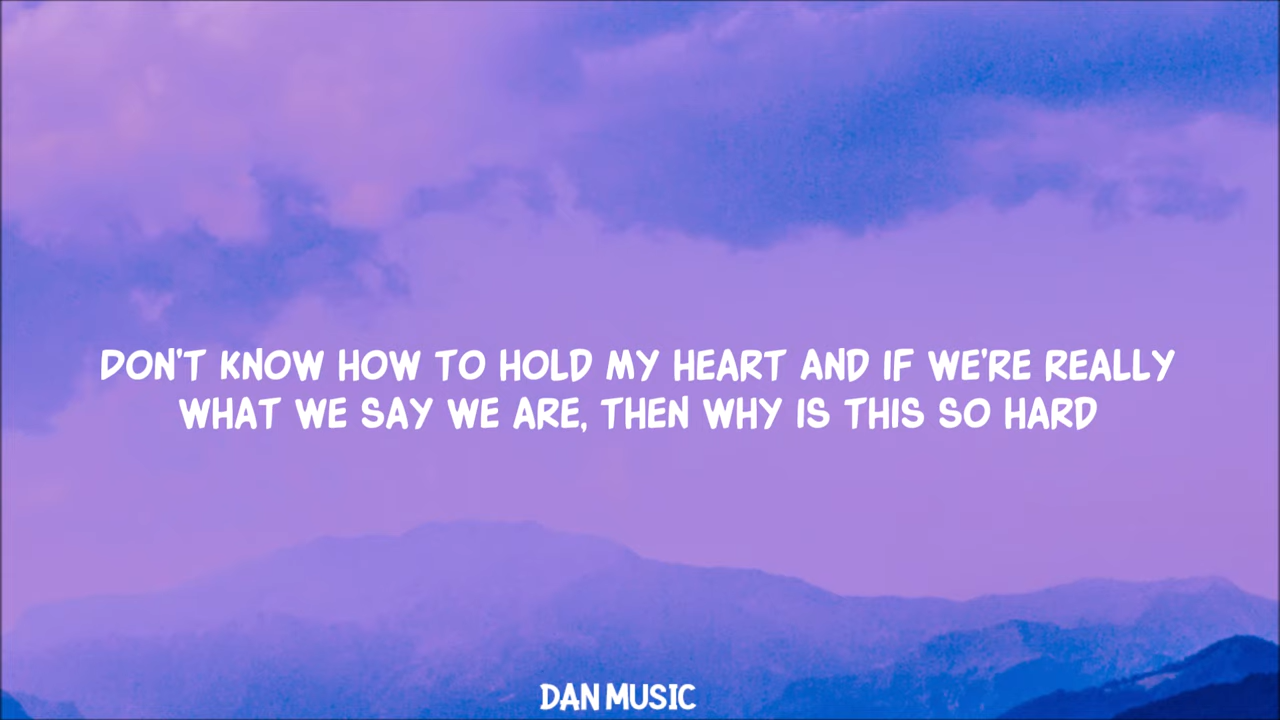 DON'T KNOW HOW TO HOLD MY HEART AND IF WE'RE REALLY
WHAT WE SAY WE ARE, THEN WHY IS THIS SO HARD
DAN MUSIC